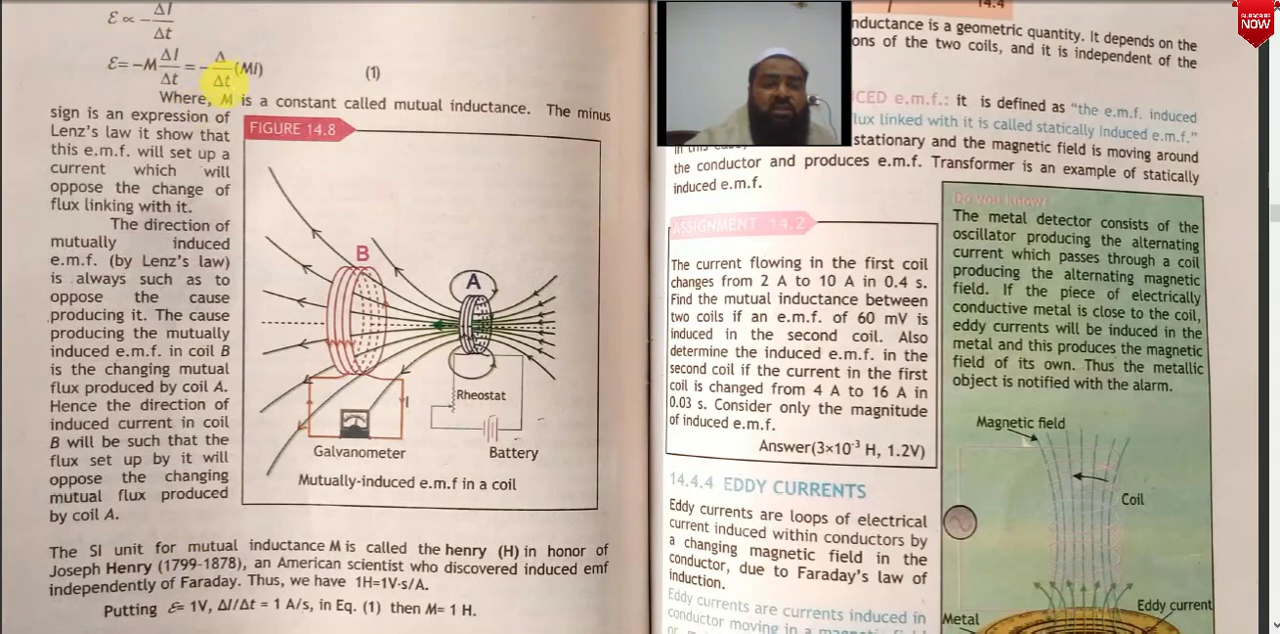 ℰ ∝ − ΔI/Δt
ℰ= −M ΔI/Δt = − Δ/Δt (MI) (1)
Where, M is a constant called mutual inductance. The minus
sign is an expression of
Lenz's law it show that
this e.m.f. will set up a
current which will
oppose the change of
flux linking with it.
The direction of
mutually induced
e.m.f. (by Lenz's law)
is always such as to
oppose the cause
producing it. The cause
producing the mutually
induced e.m.f. in coil B
is the changing mutual
flux produced by coil A.
Hence the direction of
induced current in coil
B will be such that the
flux set up by it will
oppose the changing
mutual flux produced
by coil A.
FIGURE 14.8
B
A
I
Rheostat
Galvanometer
Battery
Mutually-induced e.m.f in a coil
The SI unit for mutual inductance M is called the henry (H) in honor of
Joseph Henry (1799-1878), an American scientist who discovered induced emf
independently of Faraday. Thus, we have 1H=1V·s/A.
Putting ℰ= 1V, ΔI/Δt = 1 A/s, in Eq. (1) then M= 1 H.
14.4
nductance is a geometric quantity. It depends on the
ons of the two coils, and it is independent of the
CED e.m.f.: it is defined as "the e.m.f. induced
lux linked with it is called statically Induced e.m.f."
stationary and the magnetic field is moving around
the conductor and produces e.m.f. Transformer is an example of statically
induced e.m.f.
ASSIGNMENT 14.2
The current flowing in the first coil
changes from 2 A to 10 A in 0.4 s.
Find the mutual inductance between
two coils if an e.m.f. of 60 mV is
induced in the second coil. Also
determine the induced e.m.f. in the
second coil if the current in the first
coil is changed from 4 A to 16 A in
0.03 s. Consider only the magnitude
of induced e.m.f.
Answer(3×10⁻³ H, 1.2V)
14.4.4 EDDY CURRENTS
Eddy currents are loops of electrical
current induced within conductors by
a changing magnetic field in the
conductor, due to Faraday's law of
induction.
Eddy currents are currents induced in
conductor moving in a magnetic field
Do you know?
The metal detector consists of the
oscillator producing the alternating
current which passes through a coil
producing the alternating magnetic
field. If the piece of electrically
conductive metal is close to the coil,
eddy currents will be induced in the
metal and this produces the magnetic
field of its own. Thus the metallic
object is notified with the alarm.
Magnetic field
Coil
Eddy current
Metal
SUBSCRIBE
NOW